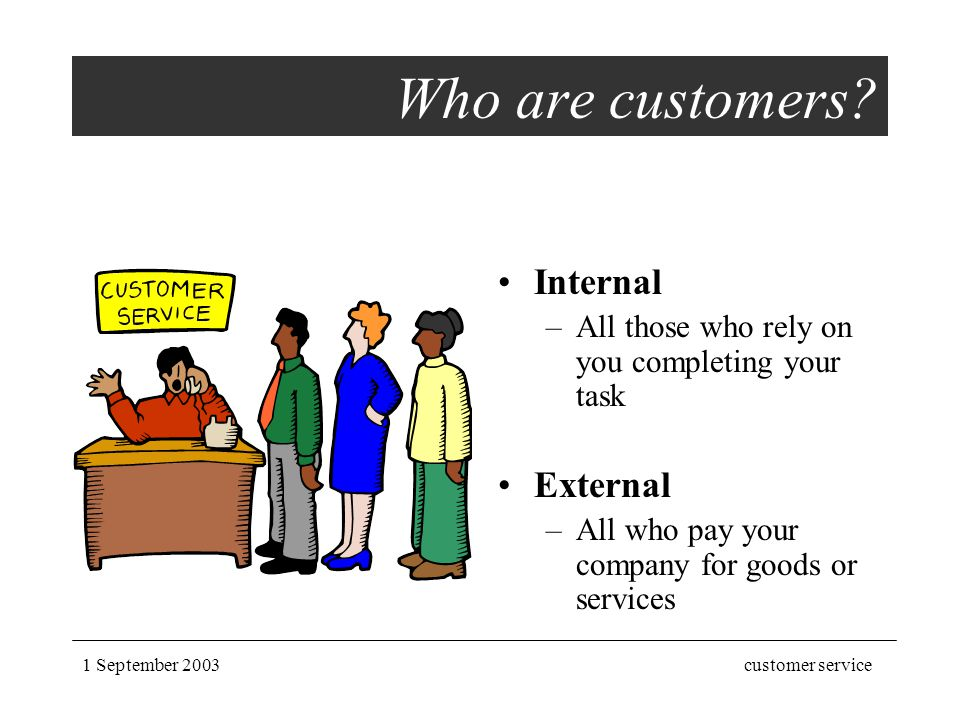 Who are customers?
CUSTOMER
SERVICE
• Internal
– All those who rely on
you completing your
task
• External
– All who pay your
company for goods or
services
1 September 2003
customer service